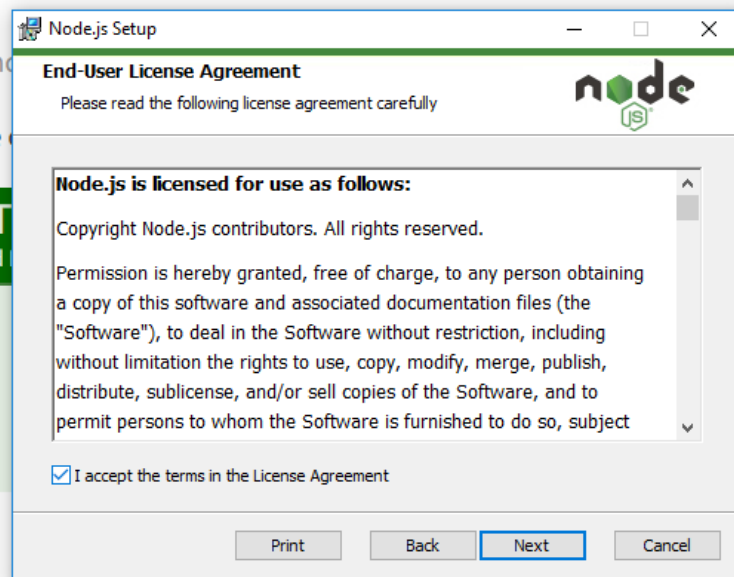 Node.js Setup
End-User License Agreement
Please read the following license agreement carefully
node
JS
Node.js is licensed for use as follows:
Copyright Node.js contributors. All rights reserved.
Permission is hereby granted, free of charge, to any person obtaining
a copy of this software and associated documentation files (the
"Software"), to deal in the Software without restriction, including
without limitation the rights to use, copy, modify, merge, publish,
distribute, sublicense, and/or sell copies of the Software, and to
permit persons to whom the Software is furnished to do so, subject
I accept the terms in the License Agreement
Print Back Next Cancel